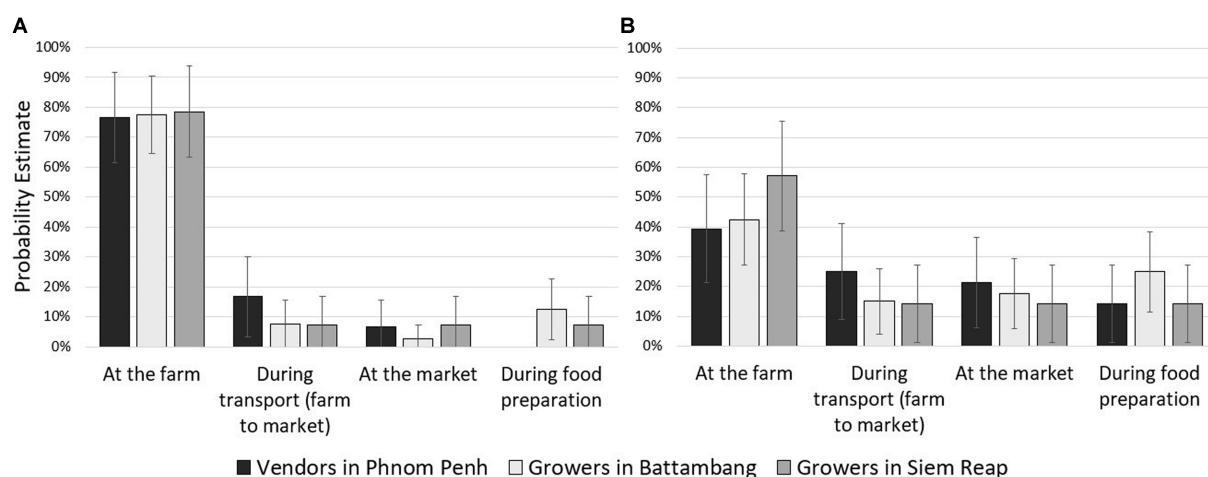 A
B
Probability Estimate
100%
90%
80%
70%
60%
50%
40%
30%
20%
10%
0%
At the farm
During
transport (farm
to market)
At the market
During food
preparation
100%
90%
80%
70%
60%
50%
40%
30%
20%
10%
0%
At the farm
During
transport (farm
to market)
At the market
During food
preparation
Vendors in Phnom Penh
Growers in Battambang
Growers in Siem Reap